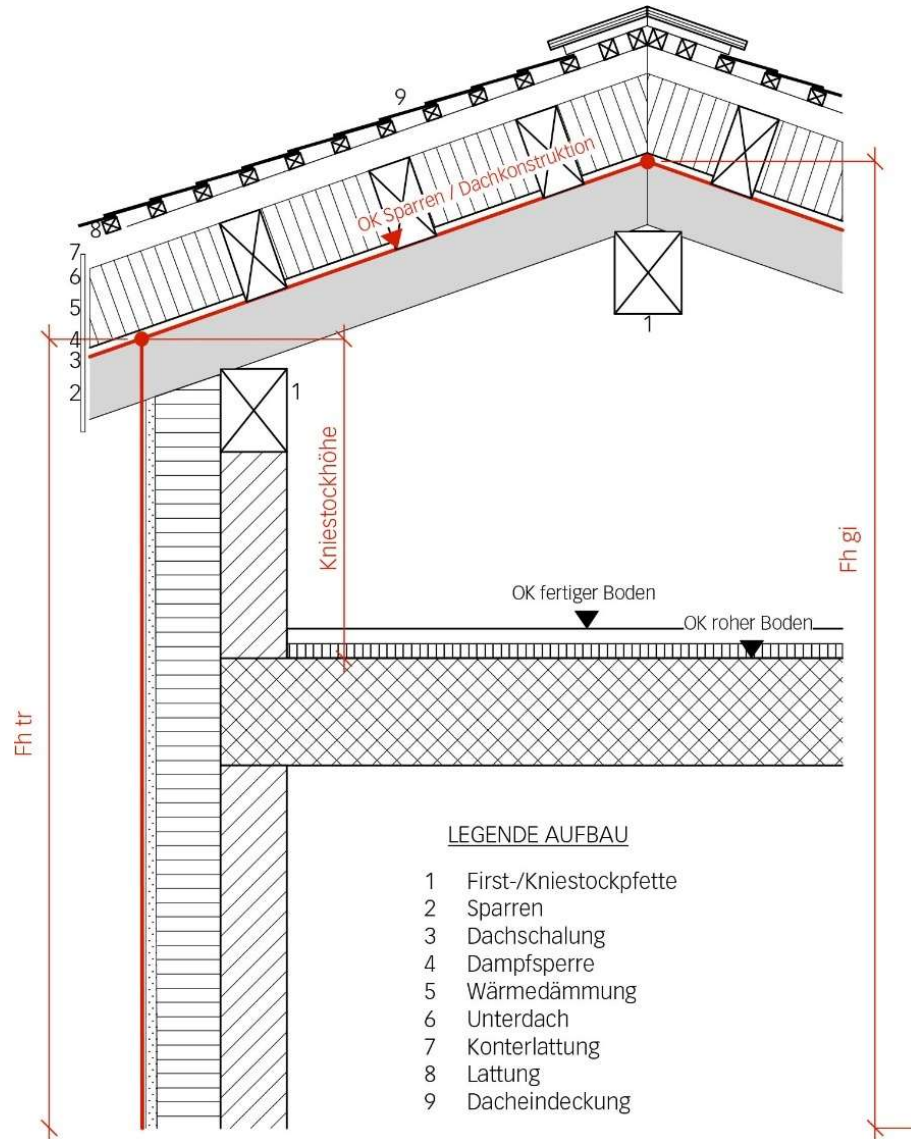 9
OK Sparren / Dachkonstruktion
8
7
6
5
4
3
2
1
1
Kniestockhöhe
Fh tr
Fh gi
OK fertiger Boden
OK roher Boden
LEGENDE AUFBAU
1 First-/Kniestockpfette
2 Sparren
3 Dachschalung
4 Dampfsperre
5 Wärmedämmung
6 Unterdach
7 Konterlattung
8 Lattung
9 Dacheindeckung